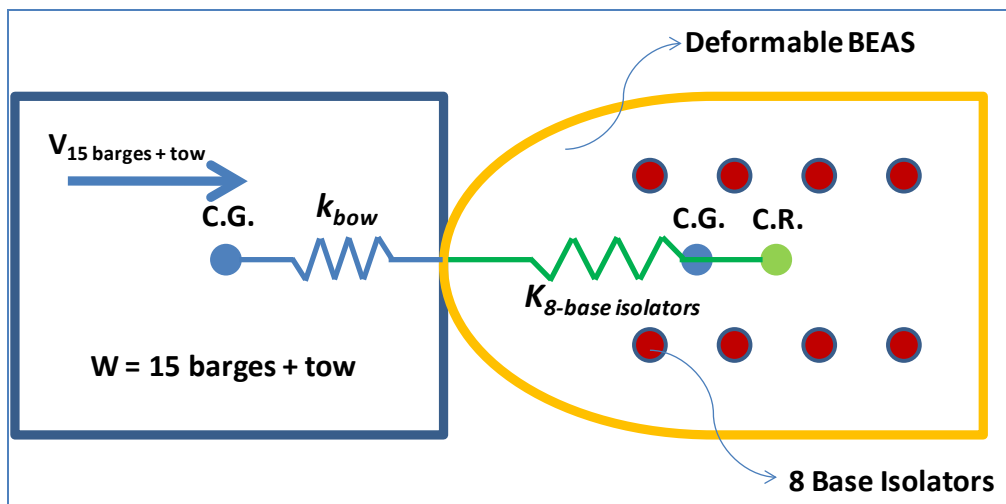 Deformable BEAS
V15 barges + tow
C.G.
kbow
C.G.
C.R.
K8-base isolators
W = 15 barges + tow
8 Base Isolators